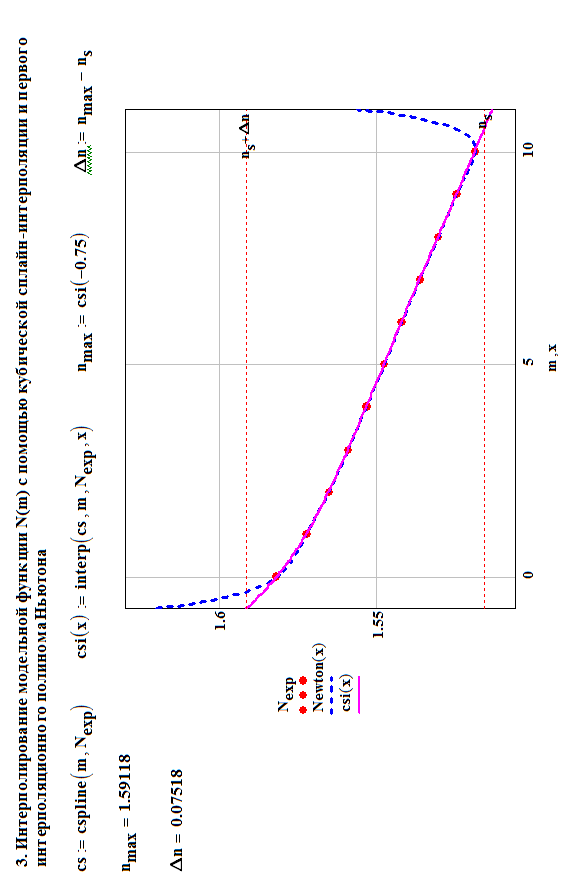 3. Интерполирование модельной функции N(m) с помощью кубической сплайн-интерполяции и первого
интерполяционного полинома Ньютона
cs := cspline(m, N_exp) csi(x) := interp(cs, m, N_exp, x) n_max := csi(−0.75) Δn := n_max − n_s
n_max = 1.59118
Δn = 0.07518
n_s+Δn
n_s
1.6
1.55
0 5 10
m , x
N_exp
Newton(x)
csi(x)